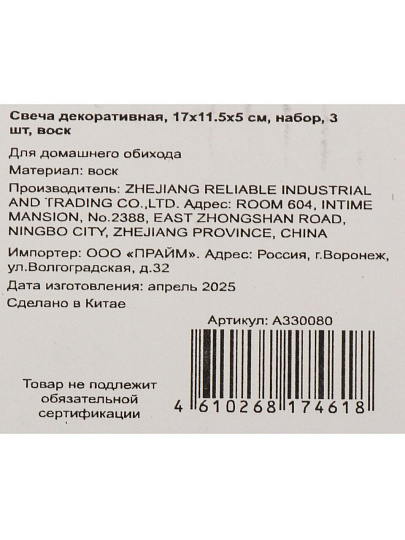 Свеча декоративная, 17х11.5х5 см, набор, 3
шт, воск
Для домашнего обихода
Материал: воск
Производитель: ZHEJIANG RELIABLE INDUSTRIAL
AND TRADING CO.,LTD. Адрес: ROOM 604, INTIME
MANSION, No.2388, EAST ZHONGSHAN ROAD,
NINGBO CITY, ZHEJIANG PROVINCE, CHINA
Импортер: ООО «ПРАЙМ». Адрес: Россия, г.Воронеж,
ул.Волгоградская, д.32
Дата изготовления: апрель 2025
Сделано в Китае
Артикул: А330080
Товар не подлежит
обязательной
сертификации
4 610268 174618